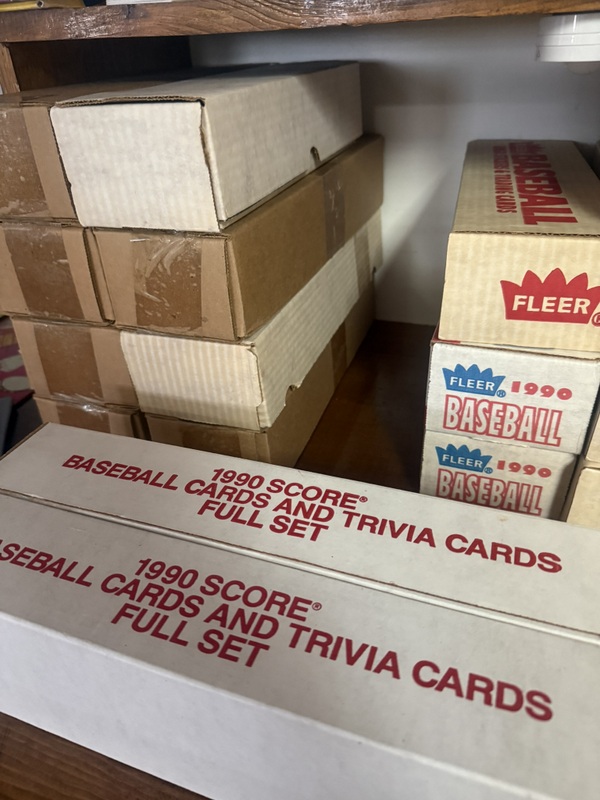 BASEBALL
FLEER
FLEER® 1990
BASEBALL
FLEER® 1990
BASEBALL
1990 SCORE®
BASEBALL CARDS AND TRIVIA CARDS
FULL SET
1990 SCORE®
ASEBALL CARDS AND TRIVIA CARDS
FULL SET